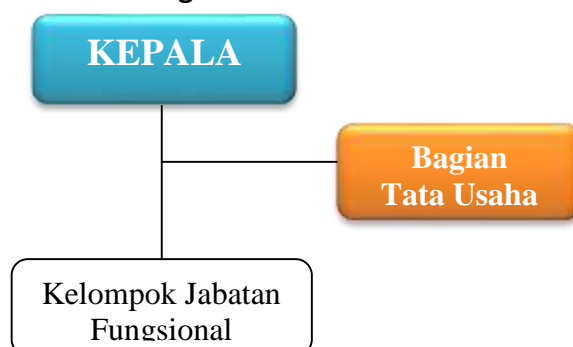 KEPALA
Bagian
Tata Usaha
Kelompok Jabatan
Fungsional